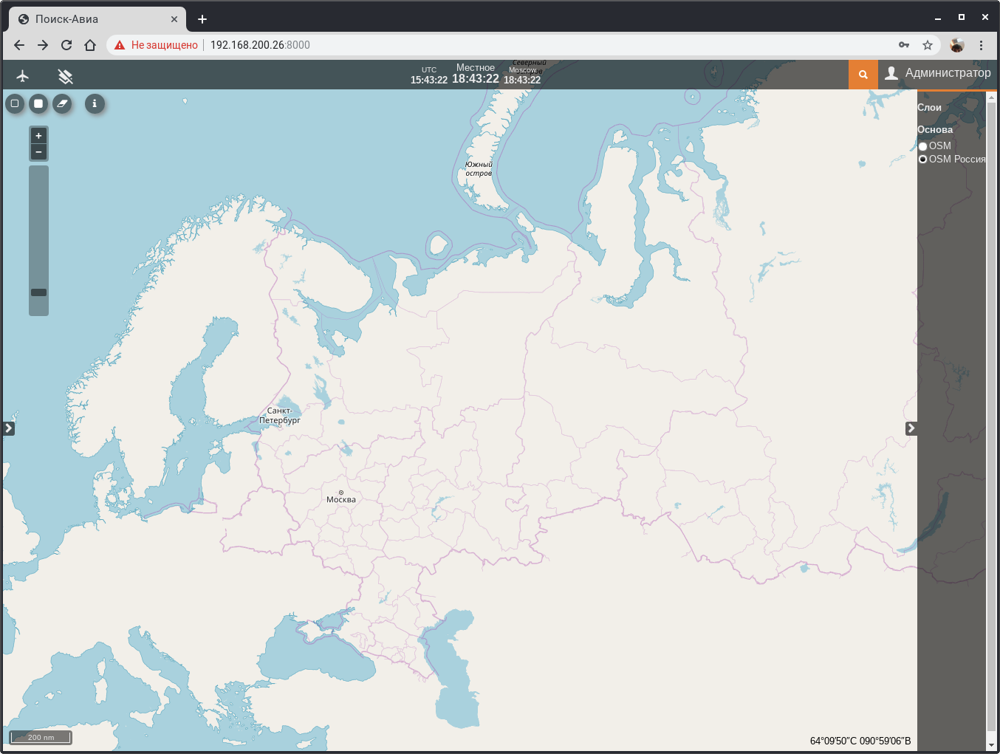 Поиск-Авиа
Не защищено
192.168.200.26:8000
UTC
15:43:22
Местное
18:43:22
Moscow
18:43:22
Администратор
i
+
−
Северный
остров
Южный
остров
Слои
Основа
OSM
OSM Россия
Санкт-
Петербург
Москва
200 nm
64°09′50″С 090°59′06″В